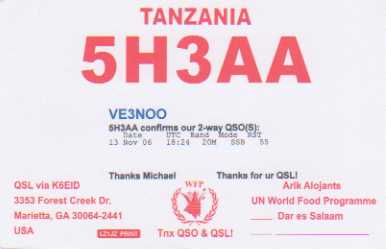 TANZANIA
5H3AA
VE3NOO
5H3AA confirms our 2-way QSO(S):
Date UTC Band Mode RST
13 Nov 06 18:24 20M SSB 55
Thanks Michael Thanks for ur QSL!
QSL via K6EID
3353 Forest Creek Dr.
Marietta, GA 30064-2441
USA
LZ1JZ PRINT
WFP
Tnx QSO & QSL!
Arik Alojants
UN World Food Programme
Dar es Salaam